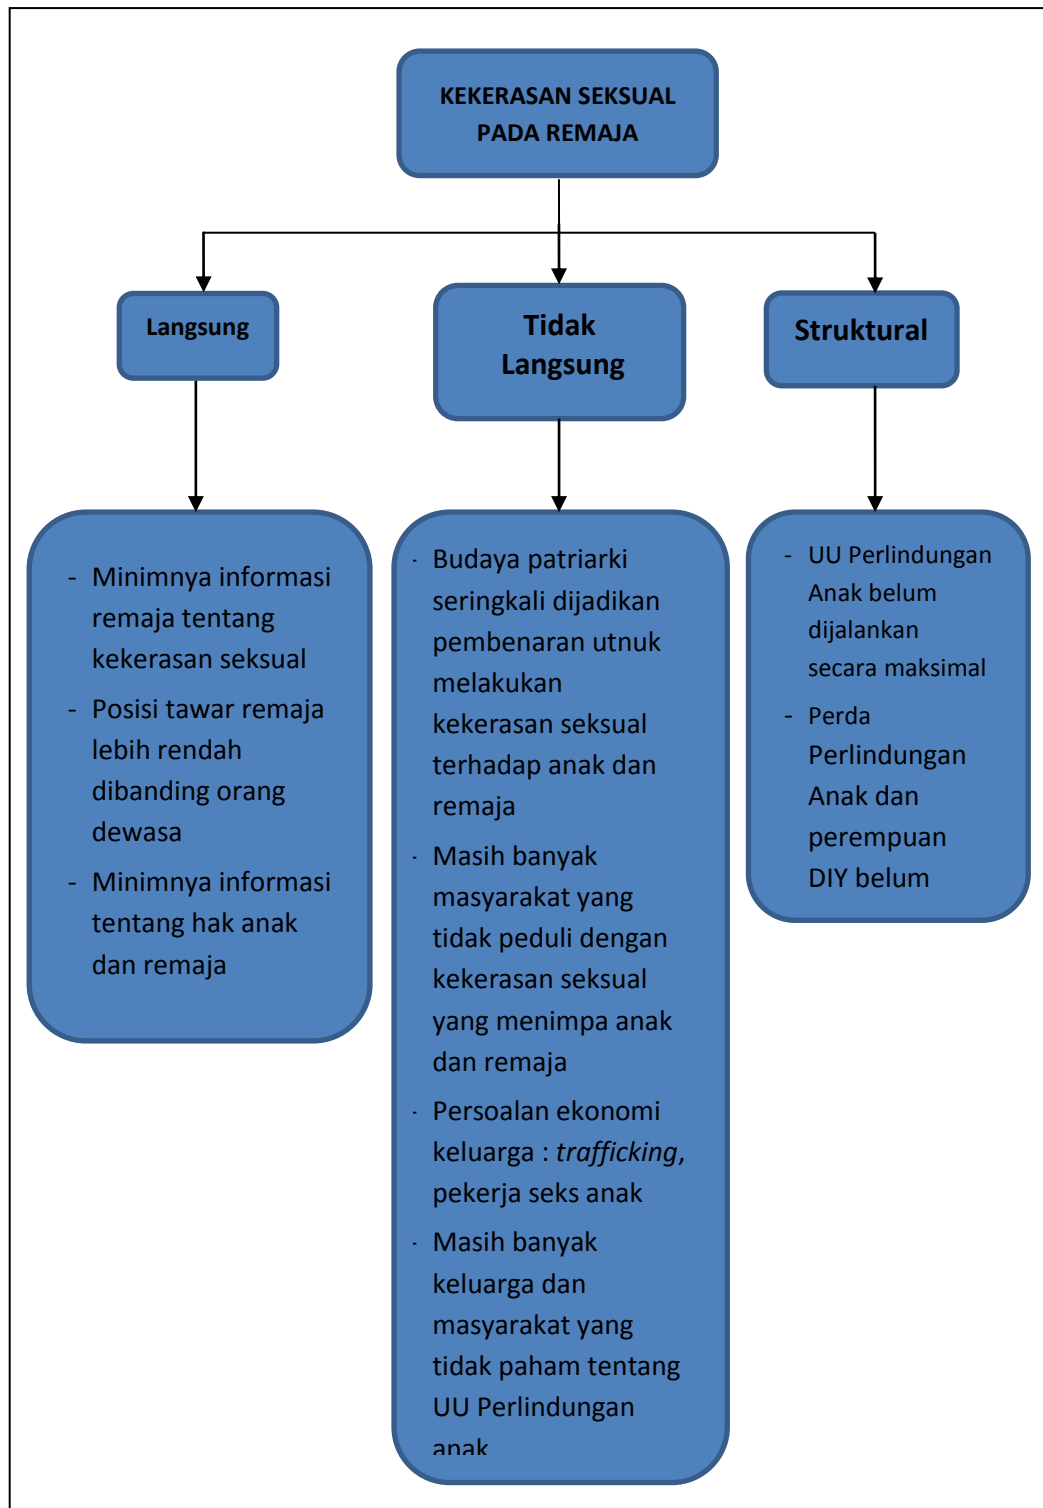 KEKERASAN SEKSUAL
PADA REMAJA
Langsung
Tidak
Langsung
Struktural
- Minimnya informasi
remaja tentang
kekerasan seksual
- Posisi tawar remaja
lebih rendah
dibanding orang
dewasa
- Minimnya informasi
tentang hak anak
dan remaja
- Budaya patriarki
seringkali dijadikan
pembenaran utnuk
melakukan
kekerasan seksual
terhadap anak dan
remaja
- Masih banyak
masyarakat yang
tidak peduli dengan
kekerasan seksual
yang menimpa anak
dan remaja
- Persoalan ekonomi
keluarga : trafficking,
pekerja seks anak
- Masih banyak
keluarga dan
masyarakat yang
tidak paham tentang
UU Perlindungan
anak
- UU Perlindungan
Anak belum
dijalankan
secara maksimal
- Perda
Perlindungan
Anak dan
perempuan
DIY belum